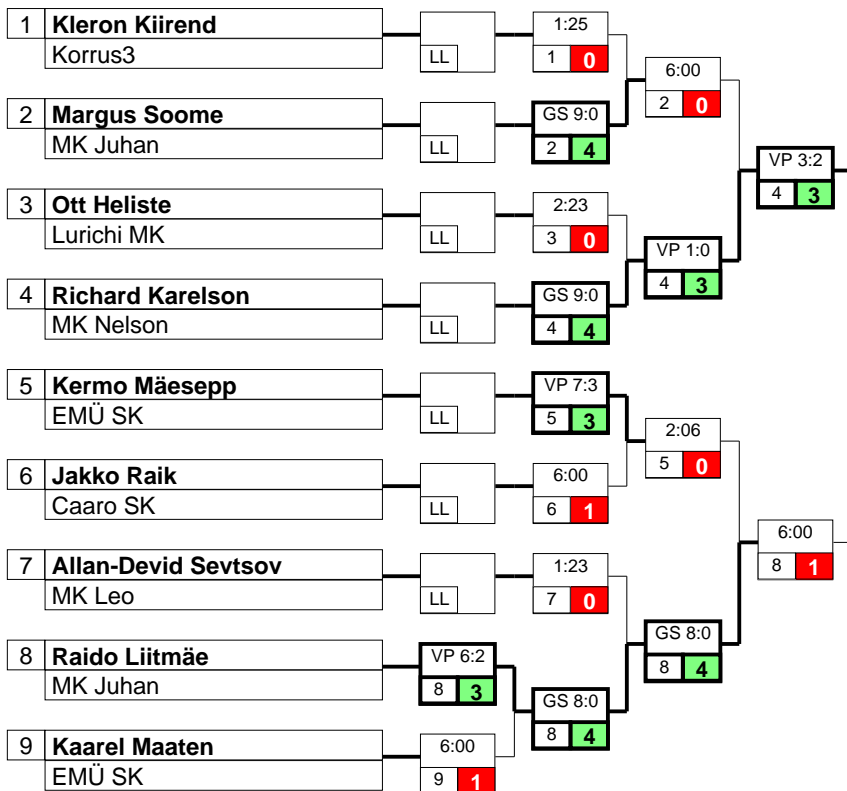 1 Kleron Kiirend
Korrus3
LL
1:25
1 0
2 Margus Soome
MK Juhan
LL
GS 9:0
2 4
6:00
2 0
3 Ott Heliste
Lurichi MK
LL
2:23
3 0
4 Richard Karelson
MK Nelson
LL
GS 9:0
4 4
VP 1:0
4 3
VP 3:2
4 3
5 Kermo Mäesepp
EMÜ SK
LL
VP 7:3
5 3
6 Jakko Raik
Caaro SK
LL
6:00
6 1
2:06
5 0
7 Allan-Devid Sevtsov
MK Leo
LL
1:23
7 0
8 Raido Liitmäe
MK Juhan
VP 6:2
8 3
9 Kaarel Maaten
EMÜ SK
6:00
9 1
GS 8:0
8 4
GS 8:0
8 4
6:00
8 1